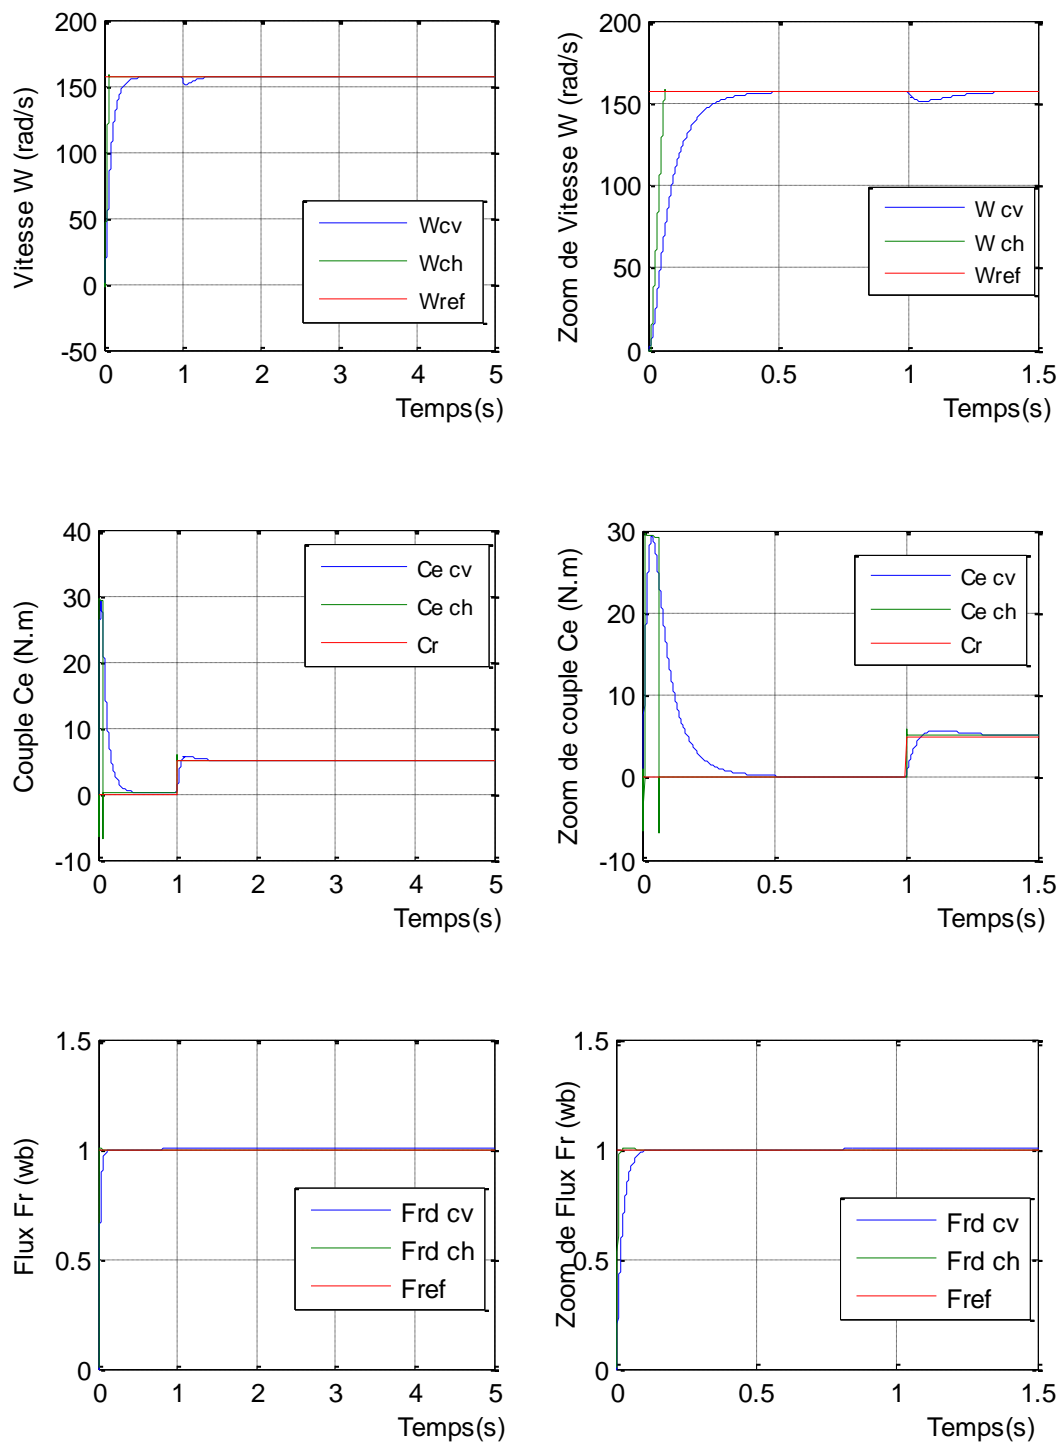 200
150
100
50
0
-50
0 1 2 3 4 5
Vitesse W (rad/s)
Temps(s)
Wcv
Wch
Wref
200
150
100
50
0
0 0.5 1 1.5
Zoom de Vitesse W (rad/s)
Temps(s)
W cv
W ch
Wref
40
30
20
10
0
-10
0 1 2 3 4 5
Couple Ce (N.m)
Temps(s)
Ce cv
Ce ch
Cr
30
20
10
0
-10
0 0.5 1 1.5
Zoom de couple Ce (N.m)
Temps(s)
Ce cv
Ce ch
Cr
1.5
1
0.5
0
0 1 2 3 4 5
Flux Fr (wb)
Temps(s)
Frd cv
Frd ch
Fref
1.5
1
0.5
0
0 0.5 1 1.5
Zoom de Flux Fr (wb)
Temps(s)
Frd cv
Frd ch
Fref